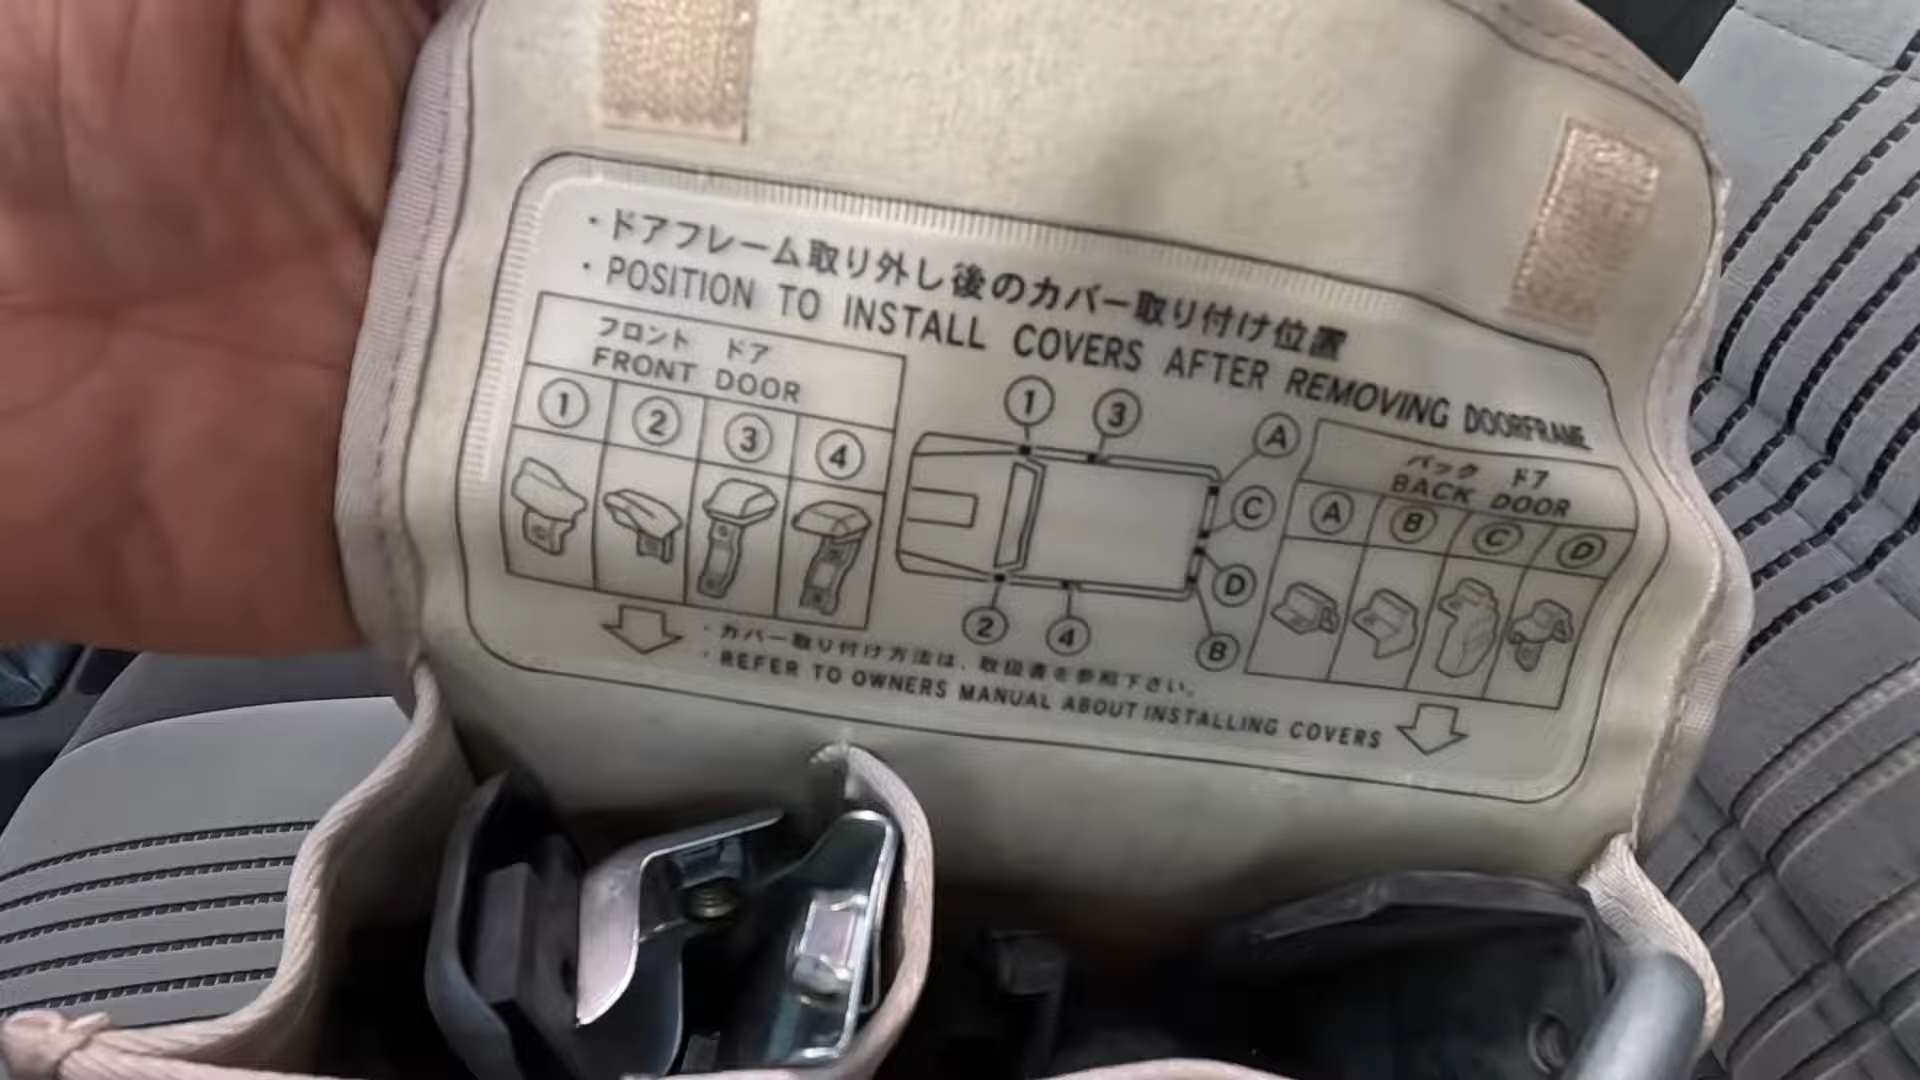 ・ドアフレーム取り外し後のカバー取り付け位置
・POSITION TO INSTALL COVERS AFTER REMOVING DOORFRAME
フロント ドア
FRONT DOOR
① ② ③ ④
1 3
A
C
D
2 4 B
バック ドア
BACK DOOR
Ⓐ Ⓑ Ⓒ Ⓓ
・カバー取り付け方法は、取扱書を参照下さい。
・REFER TO OWNERS MANUAL ABOUT INSTALLING COVERS